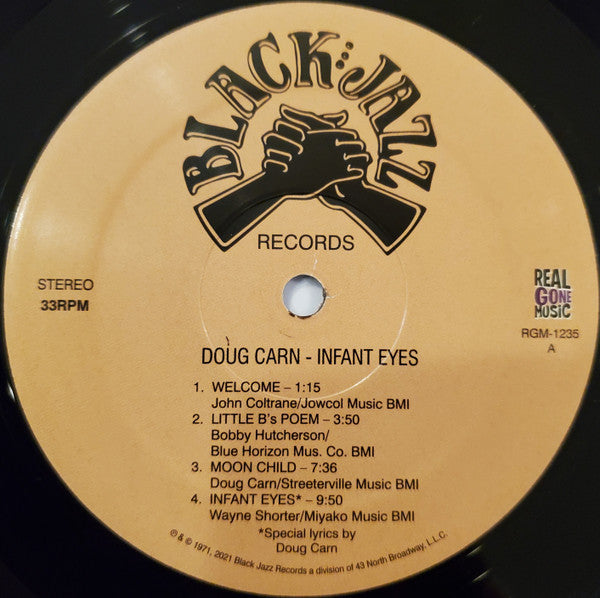 BLACK JAZZ
RECORDS
STEREO
33RPM
REAL
GONE
MUSIC
RGM-1235
A
DOUG CARN - INFANT EYES
1. WELCOME – 1:15
John Coltrane/Jowcol Music BMI
2. LITTLE B's POEM – 3:50
Bobby Hutcherson/
Blue Horizon Mus. Co. BMI
3. MOON CHILD – 7:36
Doug Carn/Streeterville Music BMI
4. INFANT EYES* – 9:50
Wayne Shorter/Miyako Music BMI
*Special lyrics by
Doug Carn
℗ & © 1971, 2021 Black Jazz Records a division of 43 North Broadway, L.L.C.